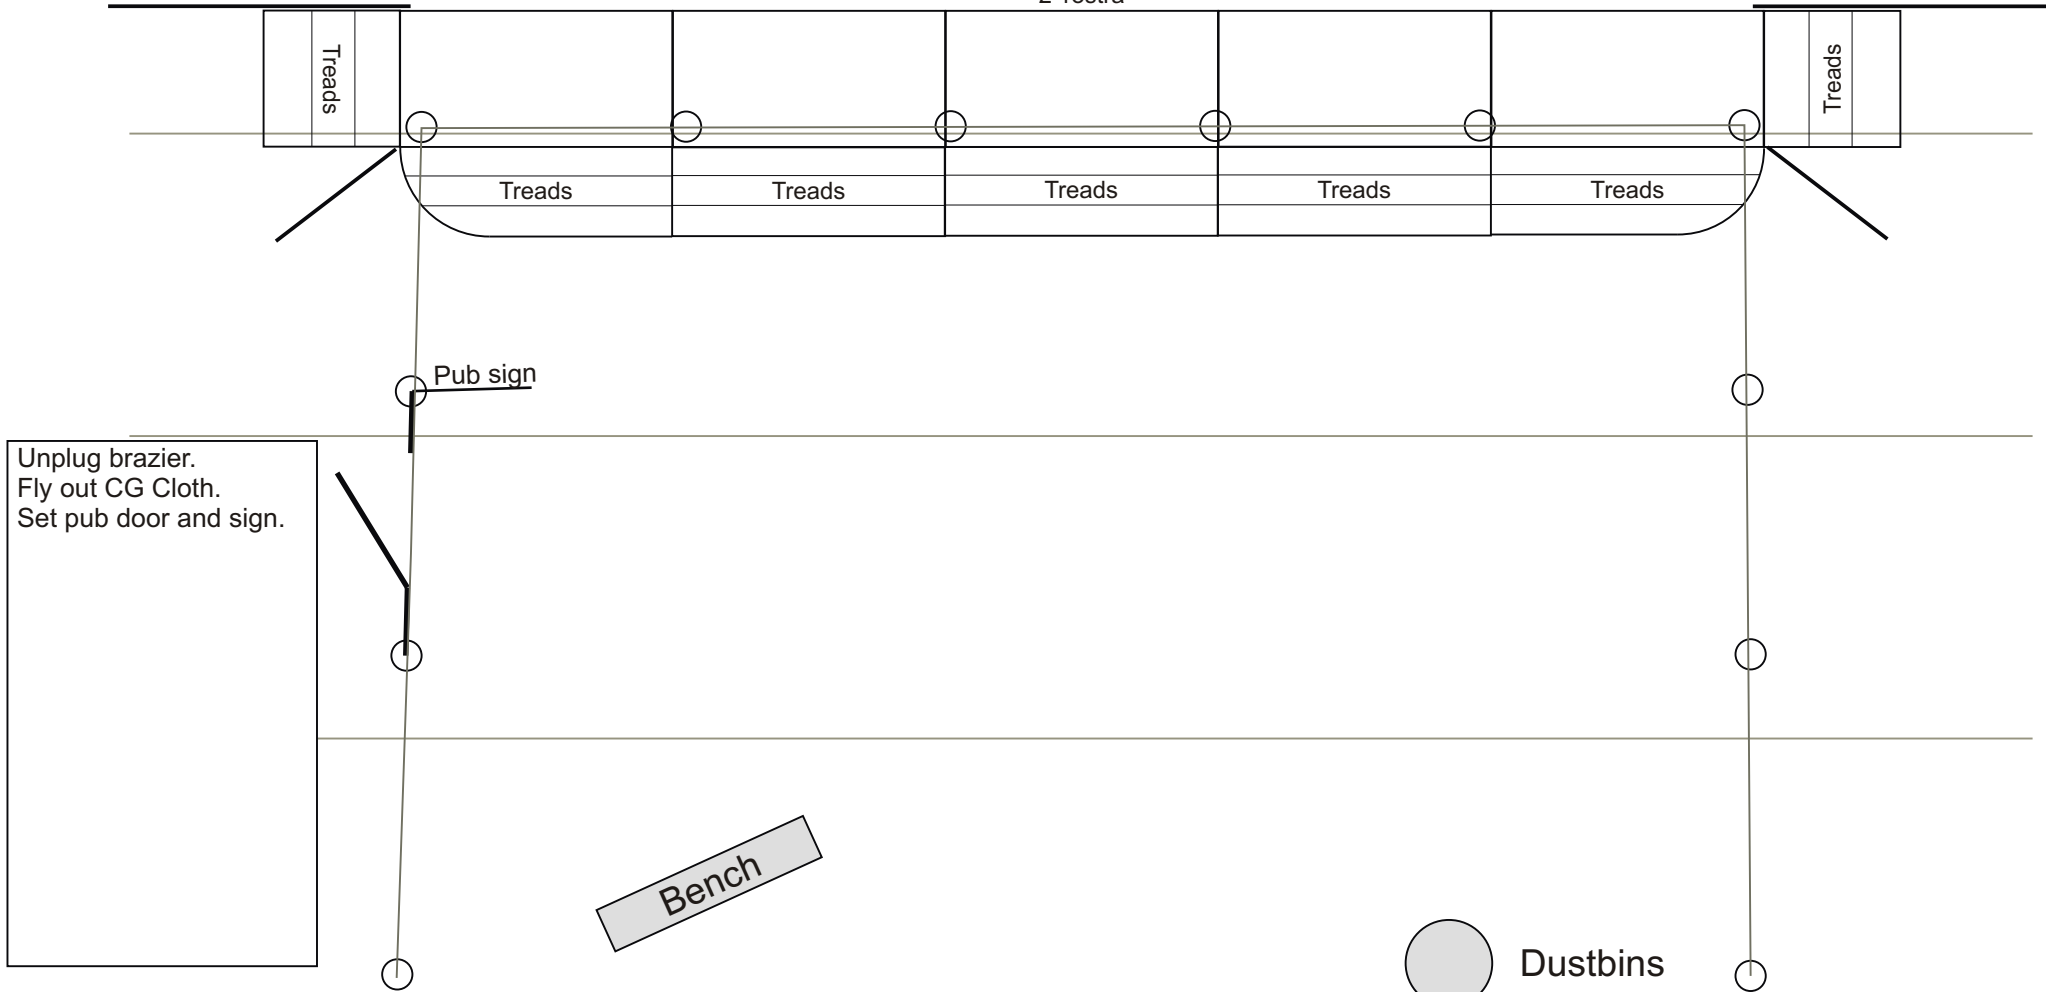 Treads
Treads
Treads
Treads
Treads
Treads
Treads
Pub sign
Unplug brazier.
Fly out CG Cloth.
Set pub door and sign.
Bench
Dustbins